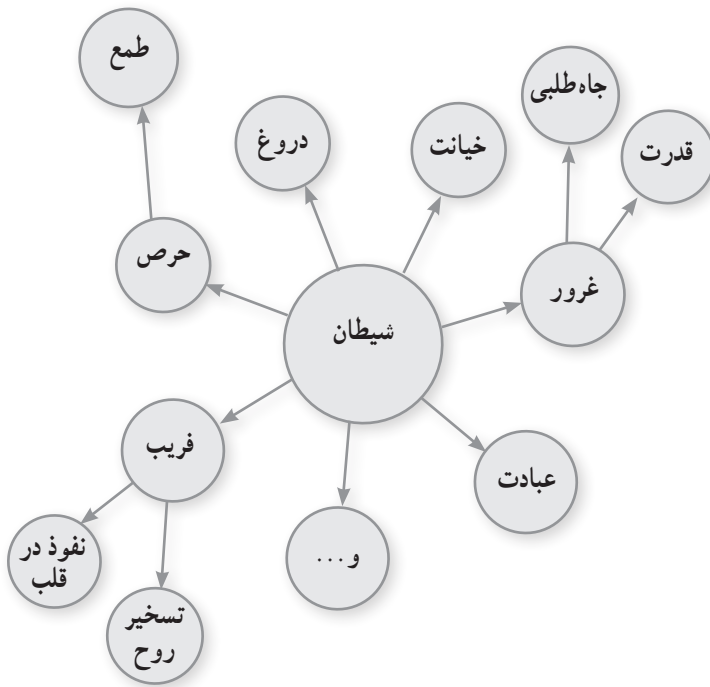 طمع
جاه‌طلبی
دروغ
خیانت
قدرت
حرص
غرور
شیطان
فریب
عبادت
نفوذ در
قلب
و...
تسخیر
روح